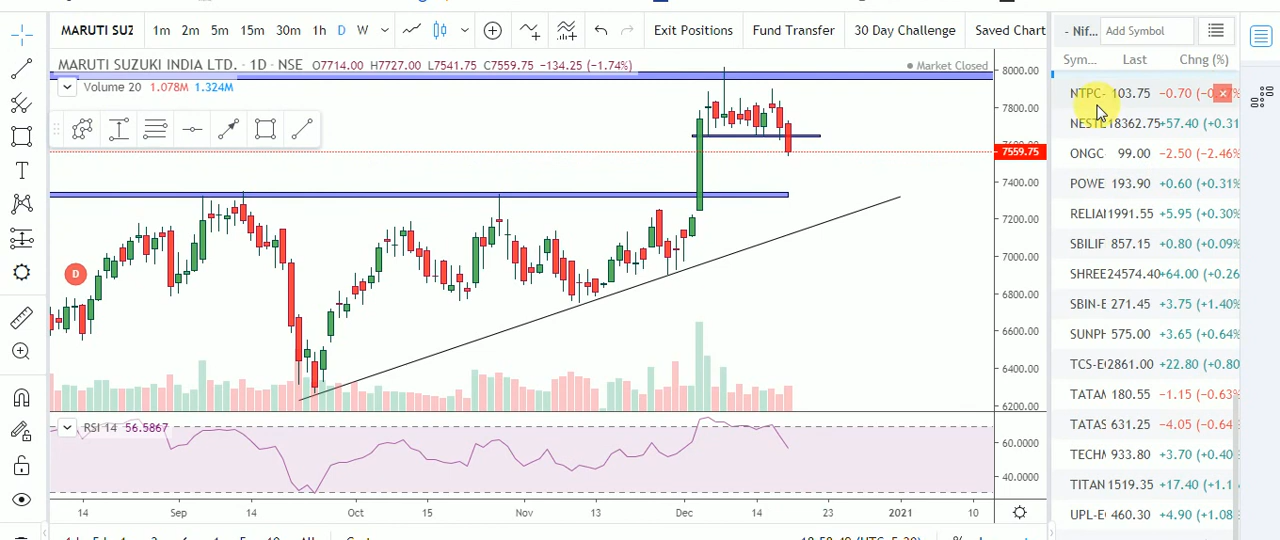 MARUTI SUZ 1m 2m 5m 15m 30m 1h D W Exit Positions Fund Transfer 30 Day Challenge Saved Chart - Nif... Add Symbol
MARUTI SUZUKI INDIA LTD. · 1D · NSE O7714.00 H7727.00 L7541.75 C7559.75 −134.25 (−1.74%) Market Closed
Volume 20 1.078M 1.324M
8000.00
7800.00
7559.75
7400.00
7200.00
7000.00
6800.00
6600.00
6400.00
6200.00
D
RSI 14 56.5867
60.0000
40.0000
14 Sep 14 Oct 15 Nov 13 Dec 14 23 2021 10
Sym... Last Chng (%)
NTPC- 103.75 −0.70
NESTE 18362.75 +57.40 (+0.31
ONGC 99.00 −2.50 (−2.46%
POWE 193.90 +0.60 (+0.31%
RELIAI 1991.55 +5.95 (+0.30%
SBILIF 857.15 +0.80 (+0.09%
SHREE 24574.40 +64.00 (+0.26
SBIN-E 271.45 +3.75 (+1.40%
SUNPH 575.00 +3.65 (+0.64%
TCS-E 2861.00 +22.80 (+0.80
TATAM 180.55 −1.15 (−0.63%
TATAS 631.25 −4.05 (−0.64
TECHM 933.80 +3.70 (+0.40
TITAN 1519.35 +17.40 (+1.1
UPL-E 460.30 +4.90 (+1.08